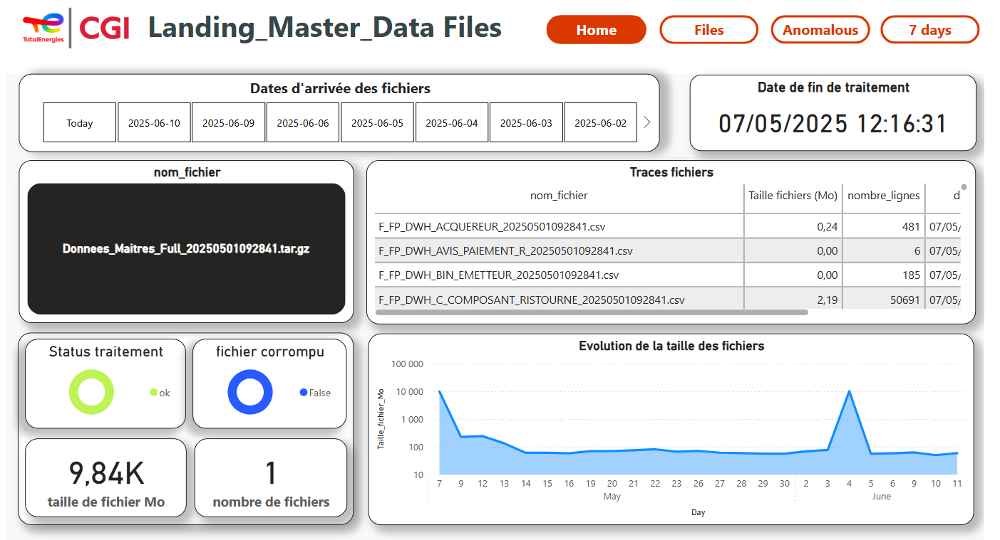 TotalEnergies
CGI
Landing_Master_Data Files
Home
Files
Anomalous
7 days
Dates d'arrivée des fichiers
Today
2025-06-10
2025-06-09
2025-06-06
2025-06-05
2025-06-04
2025-06-03
2025-06-02
Date de fin de traitement
07/05/2025 12:16:31
nom_fichier
Donnees_Maitres_Full_20250501092841.tar.gz
Traces fichiers
nom_fichier Taille fichiers (Mo) nombre_lignes d
F_FP_DWH_ACQUEREUR_20250501092841.csv 0,24 481 07/05/
F_FP_DWH_AVIS_PAIEMENT_R_20250501092841.csv 0,00 6 07/05/
F_FP_DWH_BIN_EMETTEUR_20250501092841.csv 0,00 185 07/05/
F_FP_DWH_C_COMPOSANT_RISTOURNE_20250501092841.csv 2,19 50691 07/05/
Status traitement
ok
fichier corrompu
False
9,84K
taille de fichier Mo
1
nombre de fichiers
Evolution de la taille des fichiers
Taille_fichier_Mo
100 000
10 000
1 000
100
10
7 9 12 13 14 15 16 19 20 21 22 23 26 27 28 29 30 2 3 4 5 6 9 10 11
May June
Day